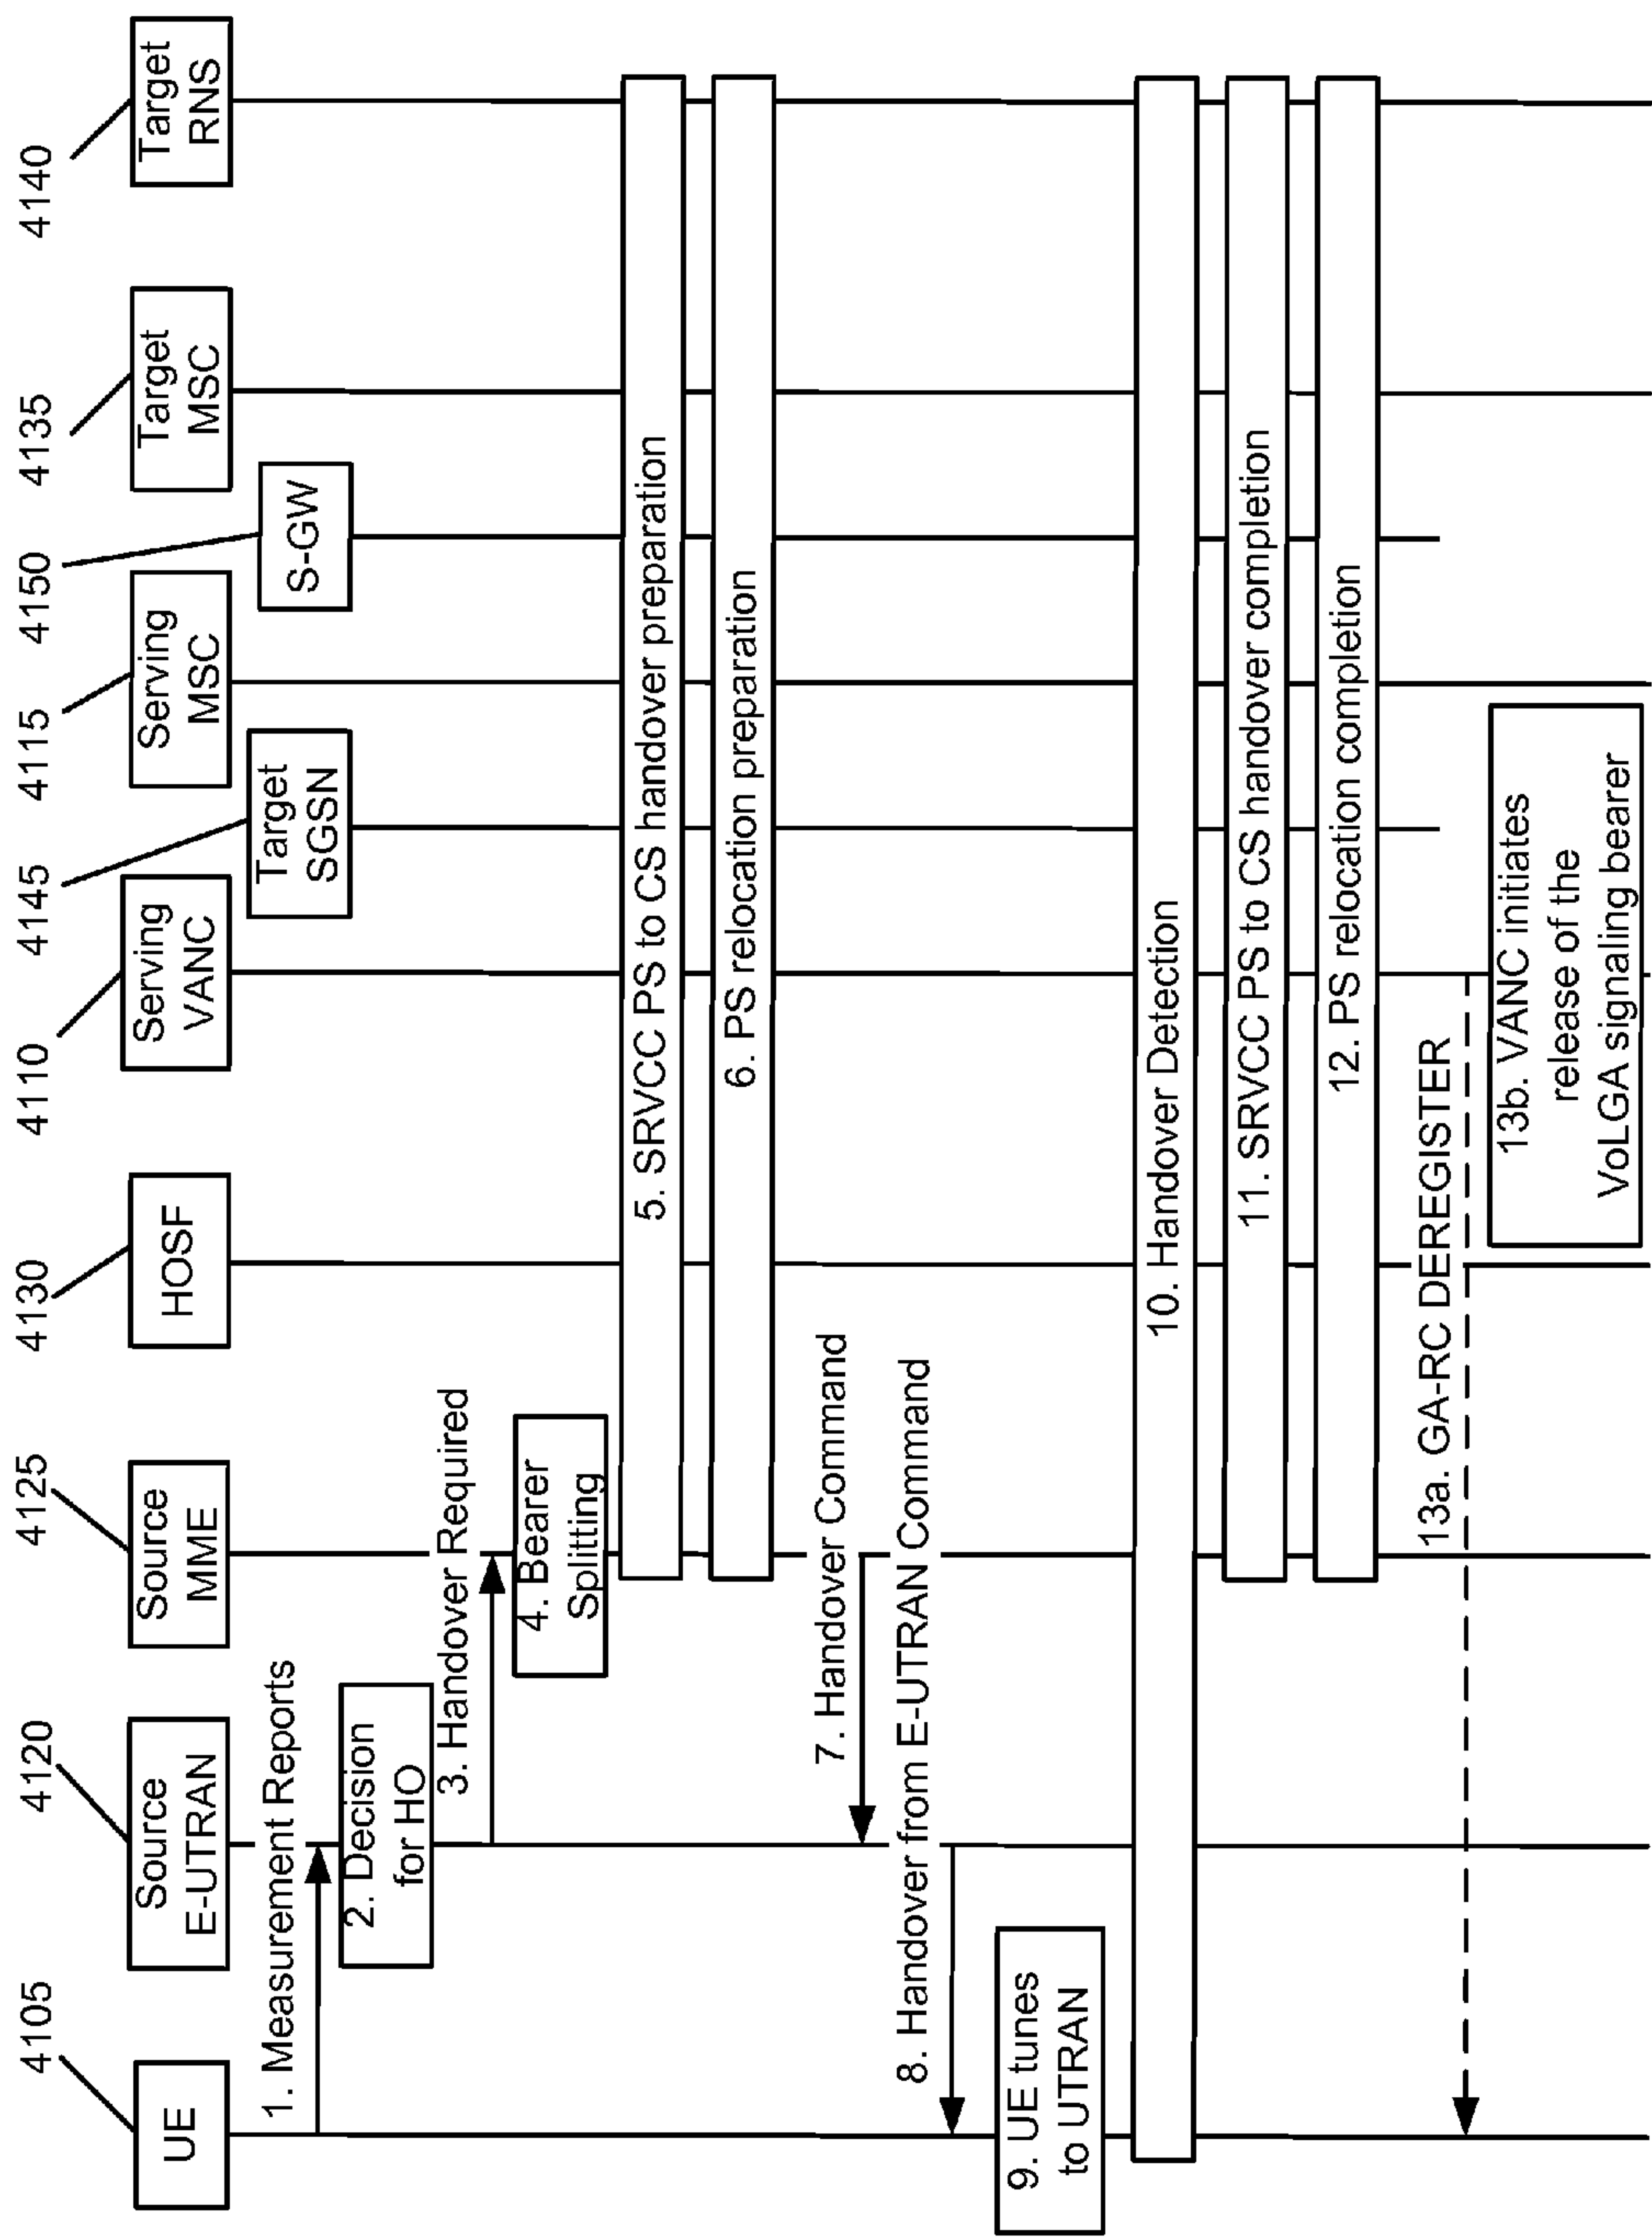 4105
4120
4125
4130
4110
4145
4115
4150
4135
4140
UE
Source
E-UTRAN
Source
MME
HOSF
Serving
VANC
Target
SGSN
Serving
MSC
S-GW
Target
MSC
Target
RNS
1. Measurement Reports
2. Decision
for HO
3. Handover Required
4. Bearer
Splitting
5. SRVCC PS to CS handover preparation
6. PS relocation preparation
7. Handover Command
8. Handover from E-UTRAN Command
9. UE tunes
to UTRAN
10. Handover Detection
11. SRVCC PS to CS handover completion
12. PS relocation completion
13a. GA-RC DEREGISTER
13b. VANC initiates
release of the
VoLGA signaling bearer